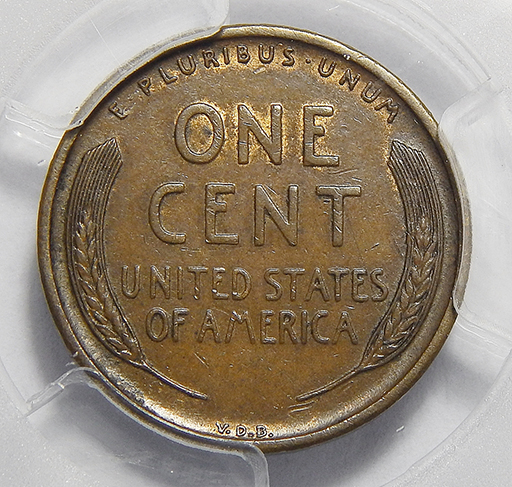 E·PLURIBUS·UNUM
ONE
CENT
UNITED STATES
OF AMERICA
V.D.B.